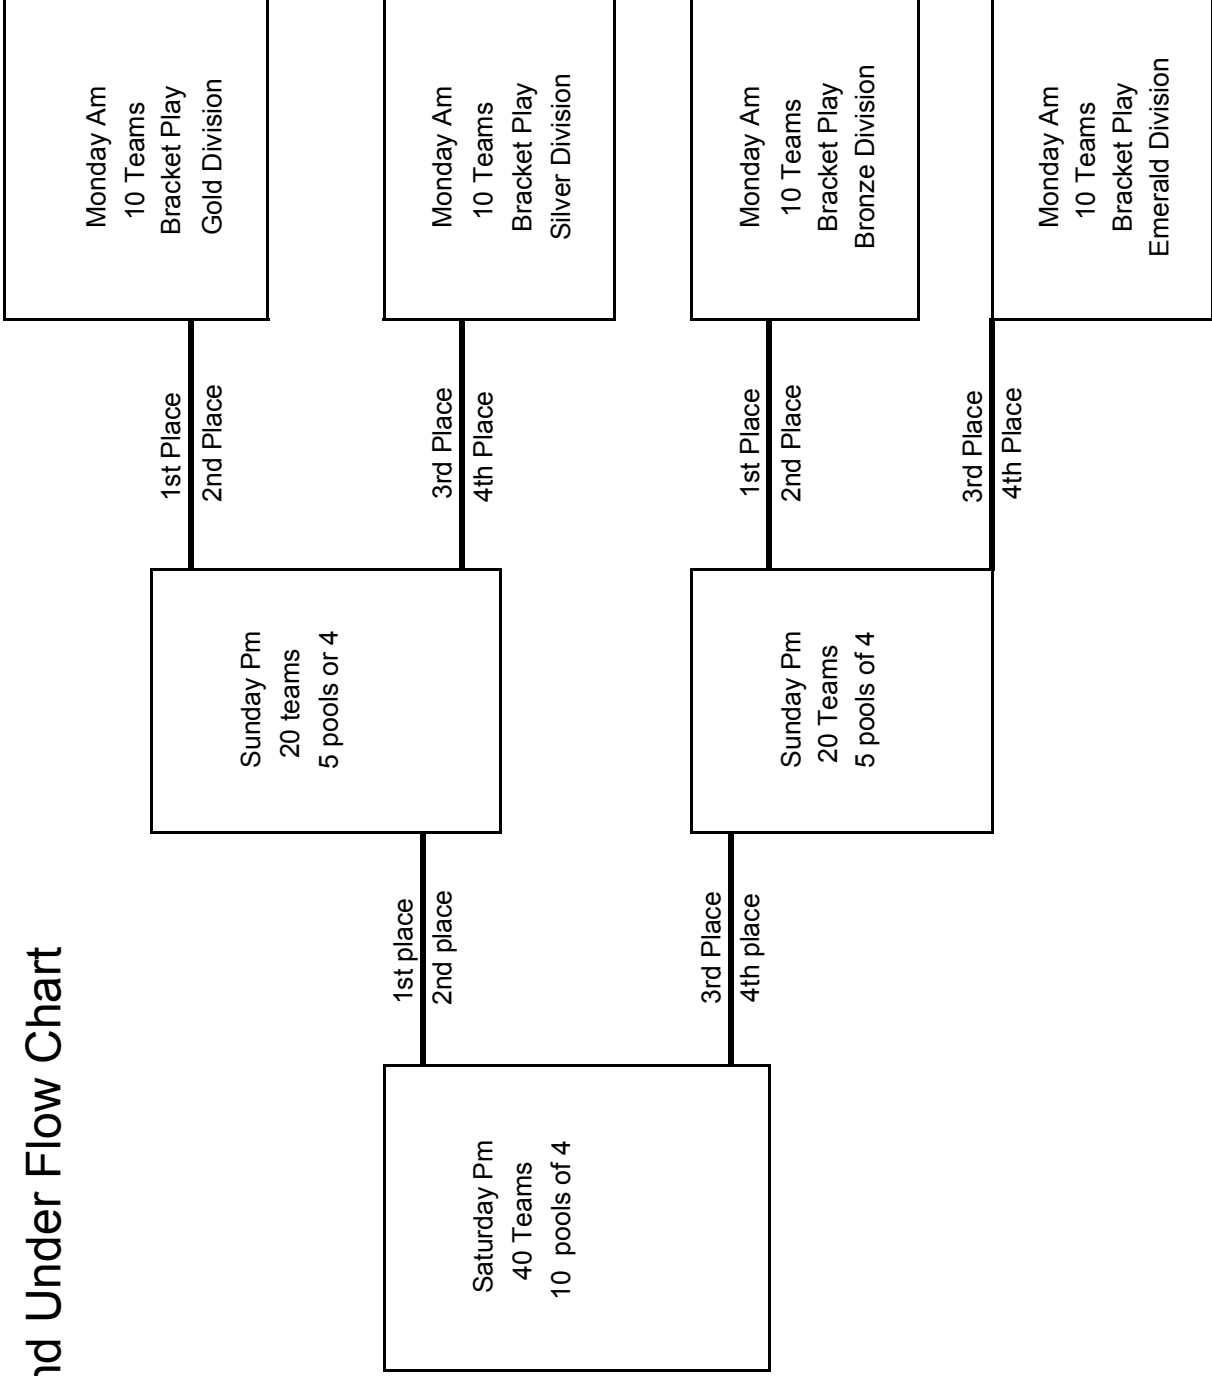 nd Under Flow Chart
Saturday Pm
40 Teams
10 pools of 4
1st place
2nd place
3rd Place
4th place
Sunday Pm
20 teams
5 pools or 4
Sunday Pm
20 Teams
5 pools of 4
1st Place
2nd Place
3rd Place
4th Place
1st Place
2nd Place
3rd Place
4th Place
Monday Am
10 Teams
Bracket Play
Gold Division
Monday Am
10 Teams
Bracket Play
Silver Division
Monday Am
10 Teams
Bracket Play
Bronze Division
Monday Am
10 Teams
Bracket Play
Emerald Division